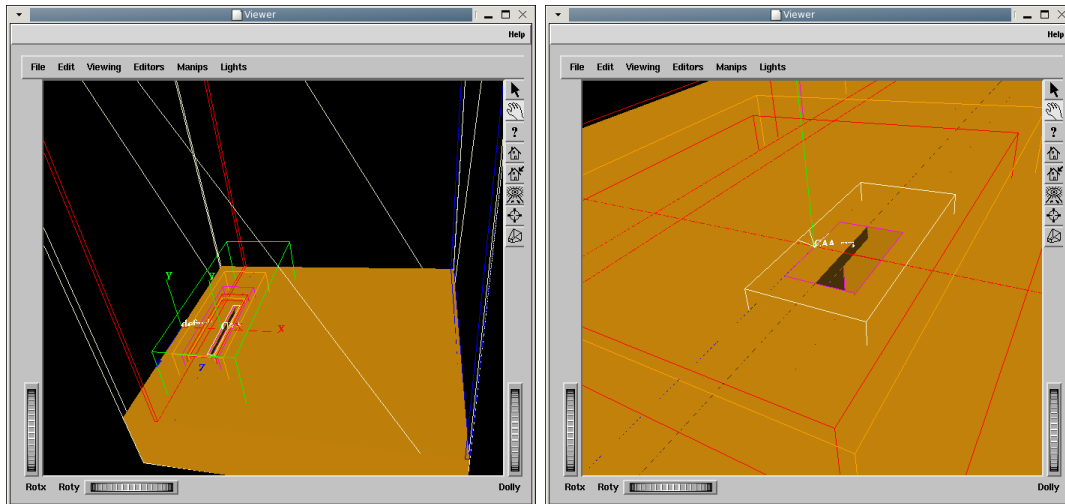 Viewer
Help
File Edit Viewing Editors Manips Lights
?
Y
Y
X
Z
Rotx Roty Dolly
Viewer
Help
File Edit Viewing Editors Manips Lights
?
Rotx Roty Dolly